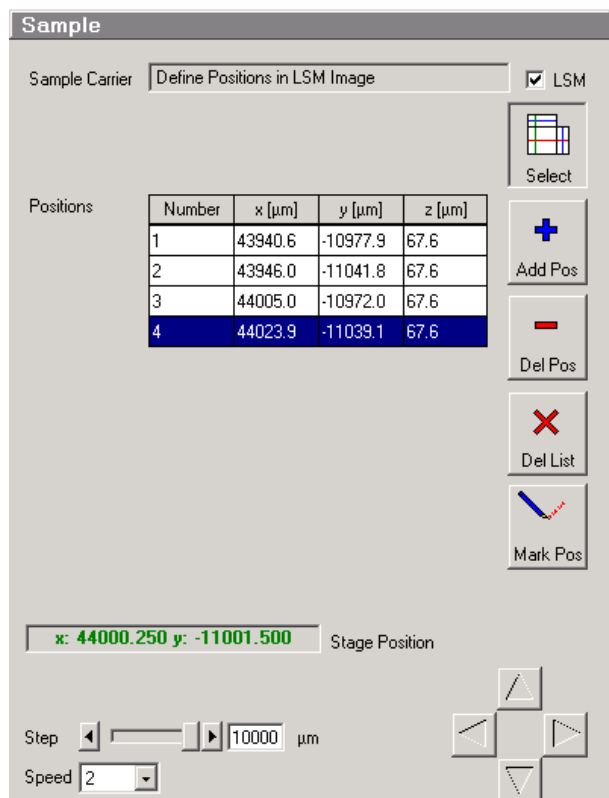 Sample
Sample Carrier Define Positions in LSM Image LSM
Select
Positions
Number x [µm] y [µm] z [µm]
1 43940.6 -10977.9 67.6
2 43946.0 -11041.8 67.6
3 44005.0 -10972.0 67.6
4 44023.9 -11039.1 67.6
Add Pos
Del Pos
Del List
Mark Pos
x: 44000.250 y: -11001.500 Stage Position
Step 10000 µm
Speed 2